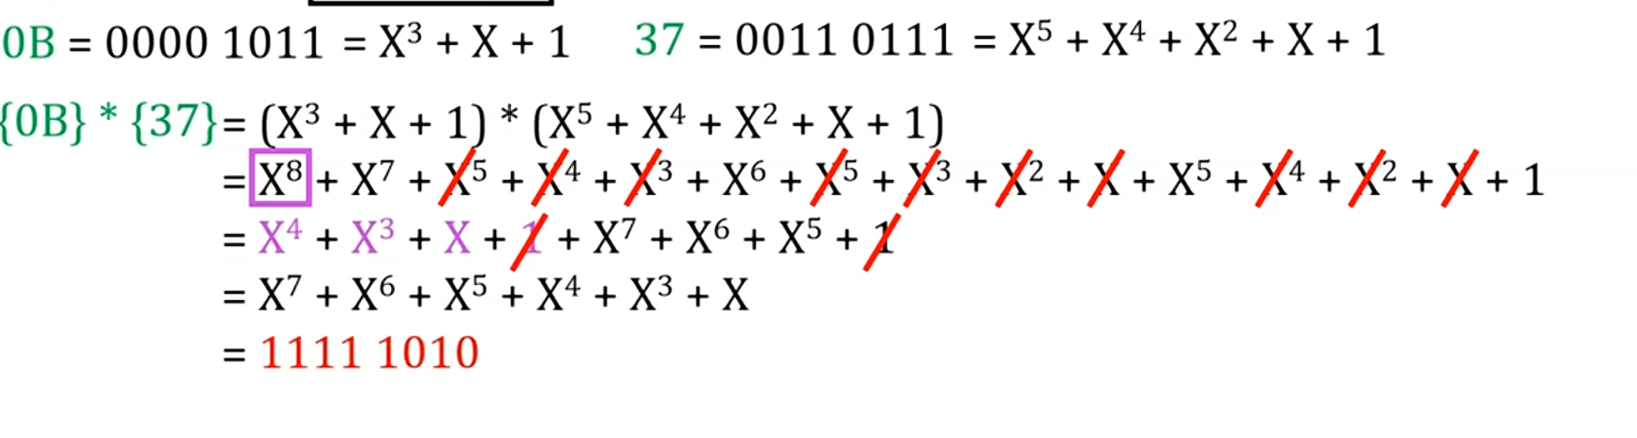 0B = 0000 1011 = X³ + X + 1 37 = 0011 0111 = X⁵ + X⁴ + X² + X + 1
{0B} * {37} = (X³ + X + 1) * (X⁵ + X⁴ + X² + X + 1)
= X⁸ + X⁷ + X⁵ + X⁴ + X³ + X⁶ + X⁵ + X³ + X² + X + X⁵ + X⁴ + X² + X + 1
= X⁴ + X³ + X + 1 + X⁷ + X⁶ + X⁵ + 1
= X⁷ + X⁶ + X⁵ + X⁴ + X³ + X
= 1111 1010